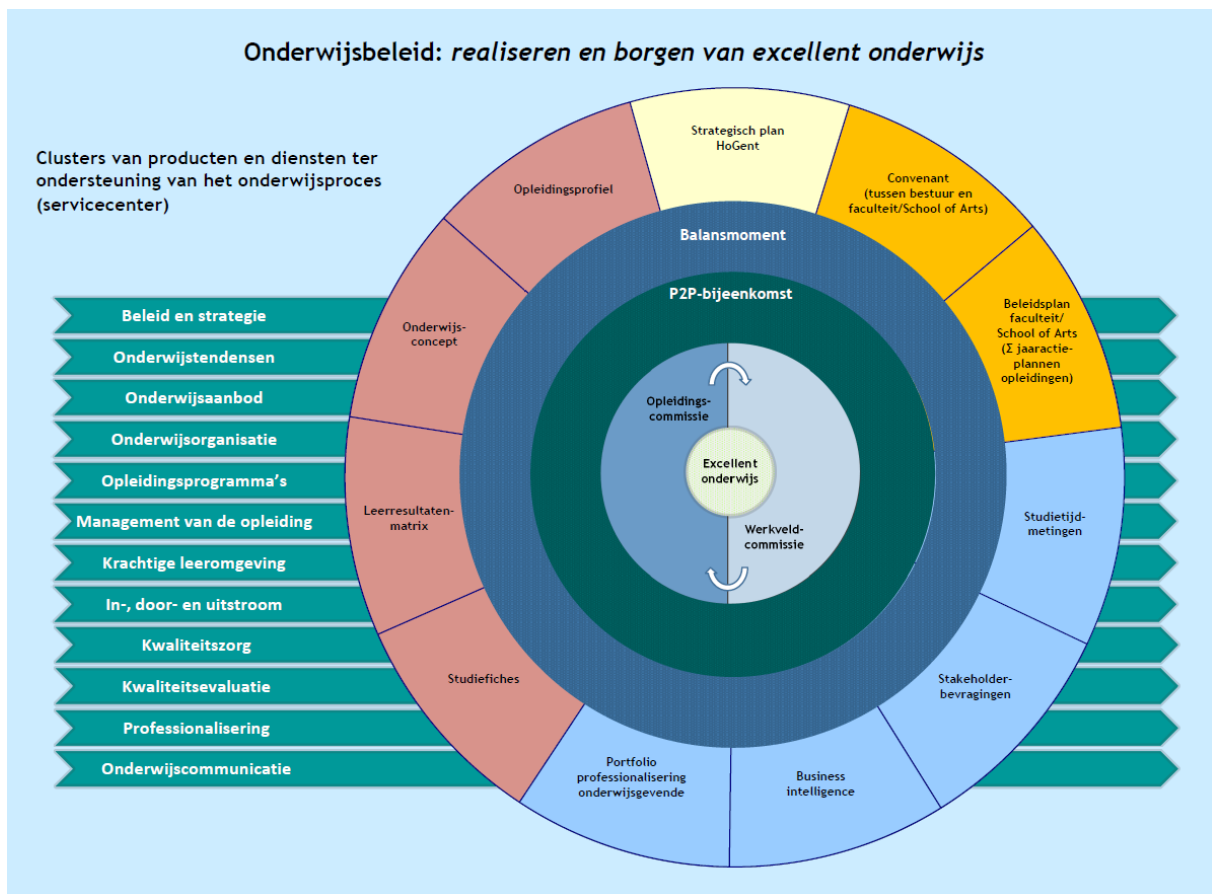 Onderwijsbeleid: realiseren en borgen van excellent onderwijs
Clusters van producten en diensten ter
ondersteuning van het onderwijsproces
(servicecenter)
Beleid en strategie
Onderwijstendensen
Onderwijsaanbod
Onderwijsorganisatie
Opleidingsprogramma's
Management van de opleiding
Krachtige leeromgeving
In-, door- en uitstroom
Kwaliteitszorg
Kwaliteitsevaluatie
Professionalisering
Onderwijscommunicatie
Strategisch plan
HoGent
Convenant
(tussen bestuur en
faculteit/School of Arts)
Beleidsplan
faculteit/
School of Arts
(Σ jaaractie-
plannen
opleidingen)
Studietijd-
metingen
Stakeholder-
bevragingen
Business
intelligence
Portfolio
professionalisering
onderwijsgevende
Studiefiches
Leerresultaten-
matrix
Onderwijs-
concept
Opleidingsprofiel
Balansmoment
P2P-bijeenkomst
Opleidings-
commissie
Excellent
onderwijs
Werkveld-
commissie